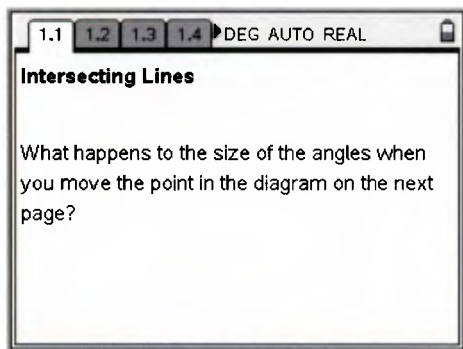 1.1 1.2 1.3 1.4 DEG AUTO REAL
Intersecting Lines
What happens to the size of the angles when
you move the point in the diagram on the next
page?